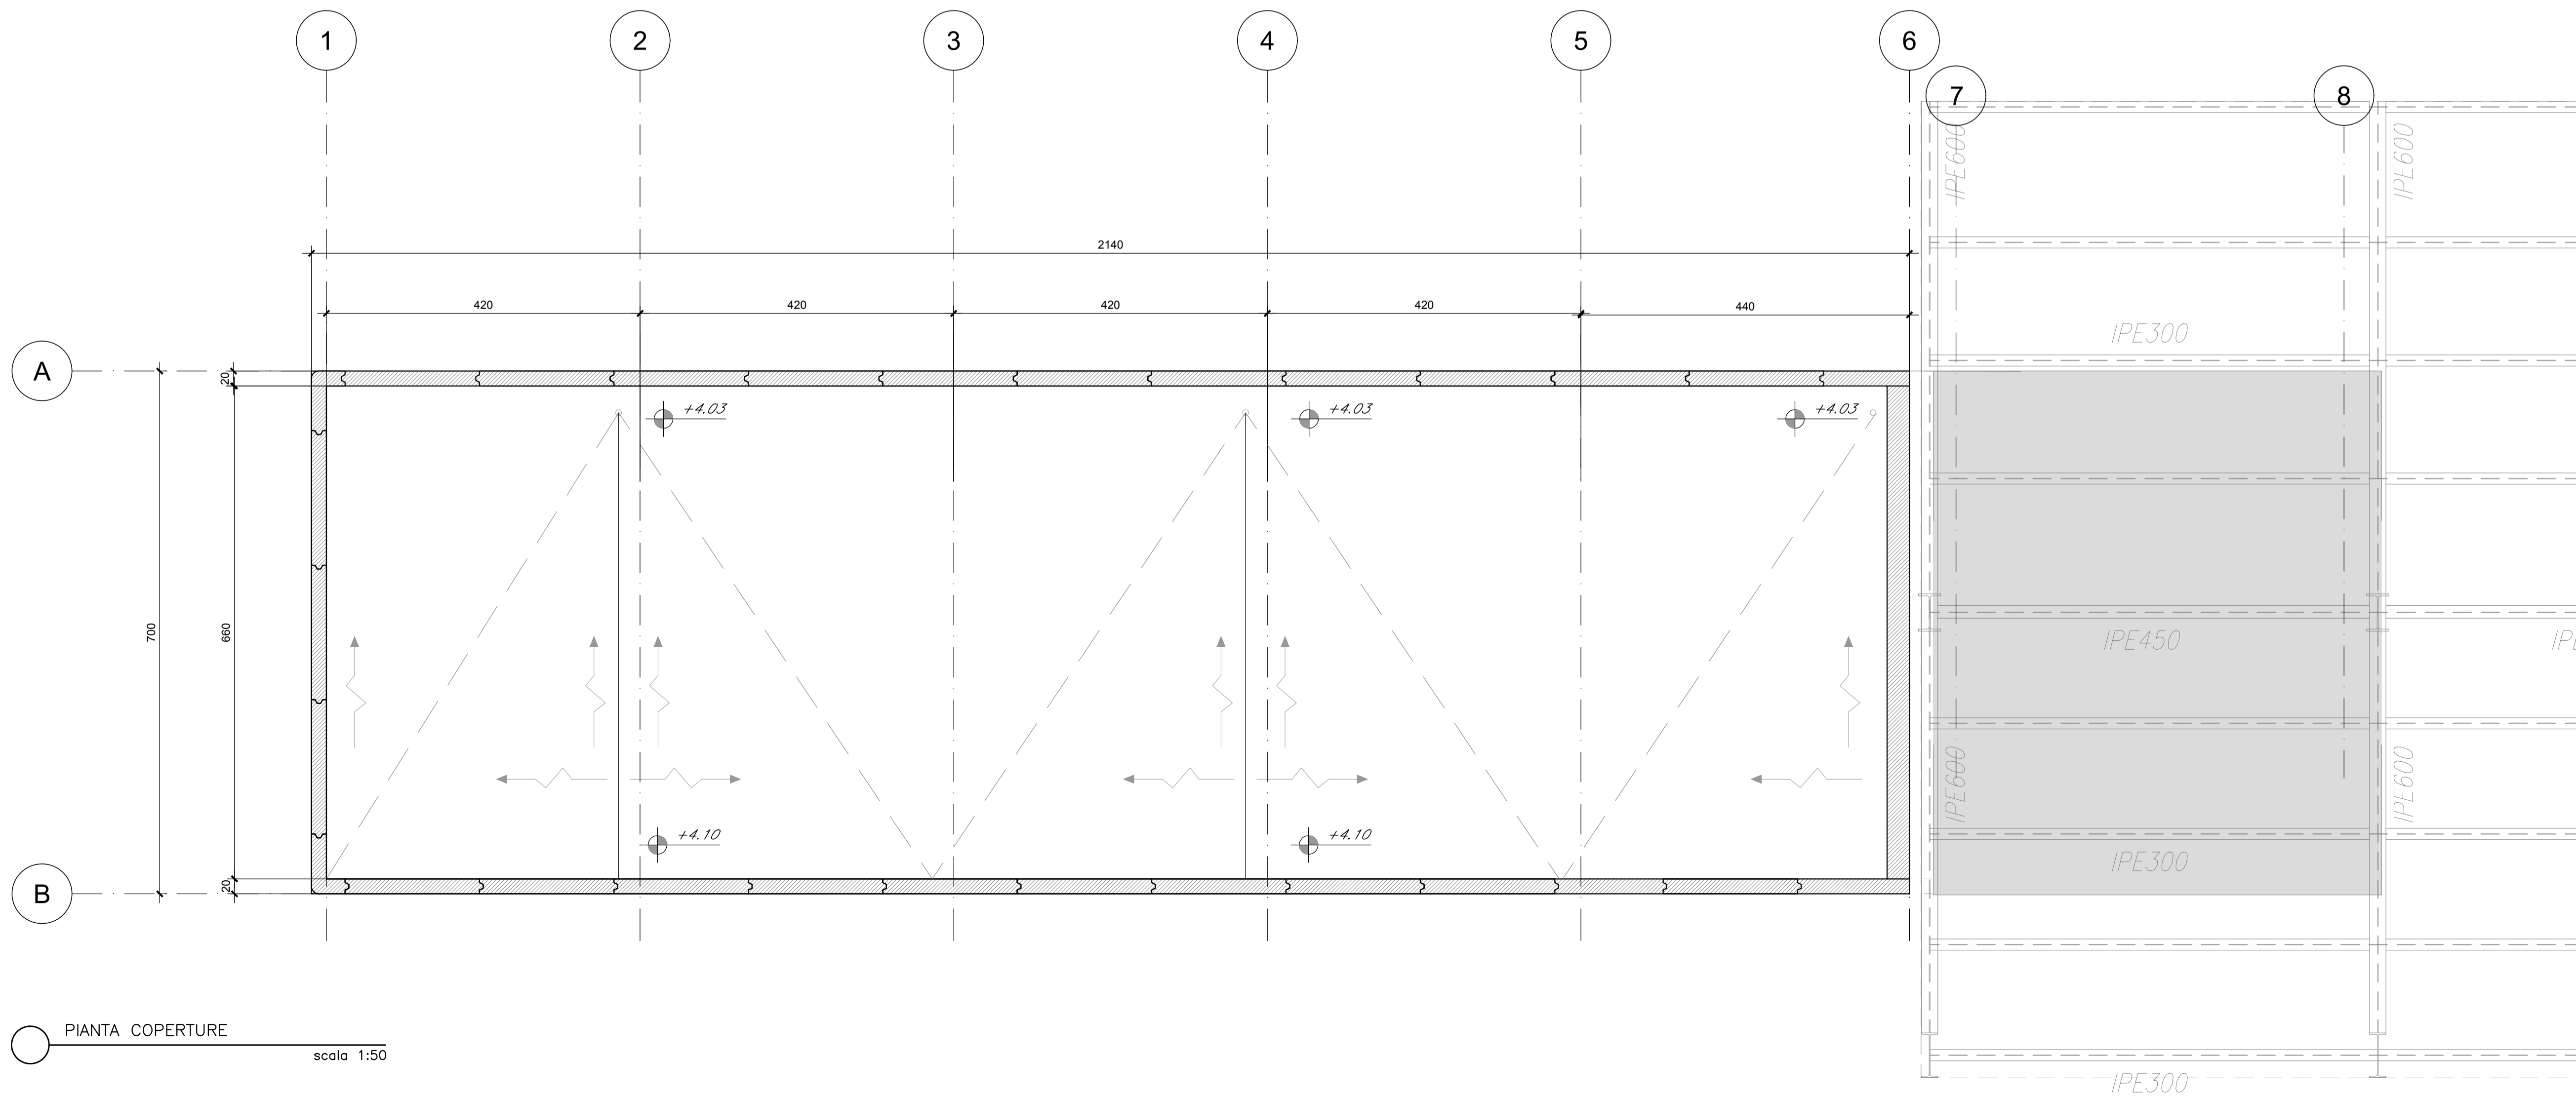 1 2 3 4 5 6
7 8
IPE600 IPE600
2140
420 420 420 420 440
IPE300
A
20
+4.03 +4.03 +4.03
700 660
IPE450
IPE600 IPE600
+4.10 +4.10
IPE300
B
20
PIANTA COPERTURE
scala 1:50
IPE300